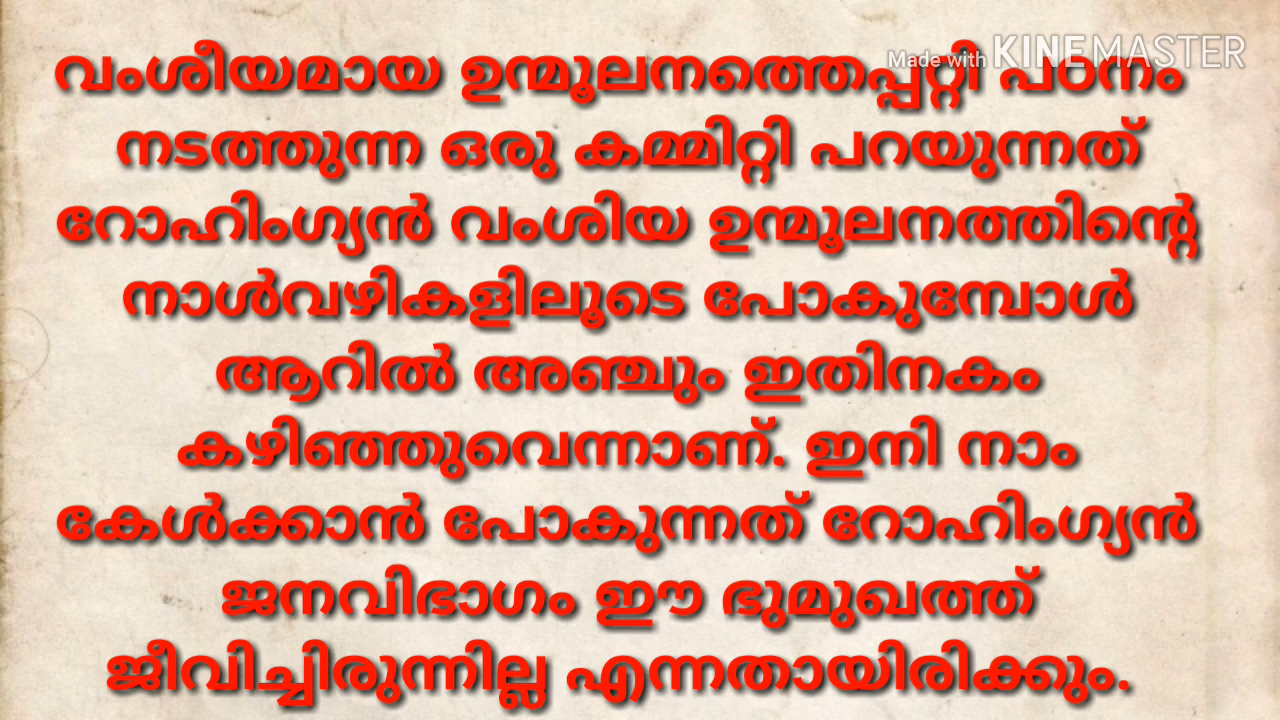 Made with KINEMASTER
വംശീയമായ ഉന്മൂലനത്തെപ്പറ്റി പഠനം
നടത്തുന്ന ഒരു കമ്മിറ്റി പറയുന്നത്
റോഹിംഗ്യൻ വംശിയ ഉന്മൂലനത്തിന്റെ
നാൾവഴികളിലൂടെ പോകുമ്പോൾ
ആറിൽ അഞ്ചും ഇതിനകം
കഴിഞ്ഞുവെന്നാണ്. ഇനി നാം
കേൾക്കാൻ പോകുന്നത് റോഹിംഗ്യൻ
ജനവിഭാഗം ഈ ഭുമുഖത്ത്
ജീവിച്ചിരുന്നില്ല എന്നതായിരിക്കും.